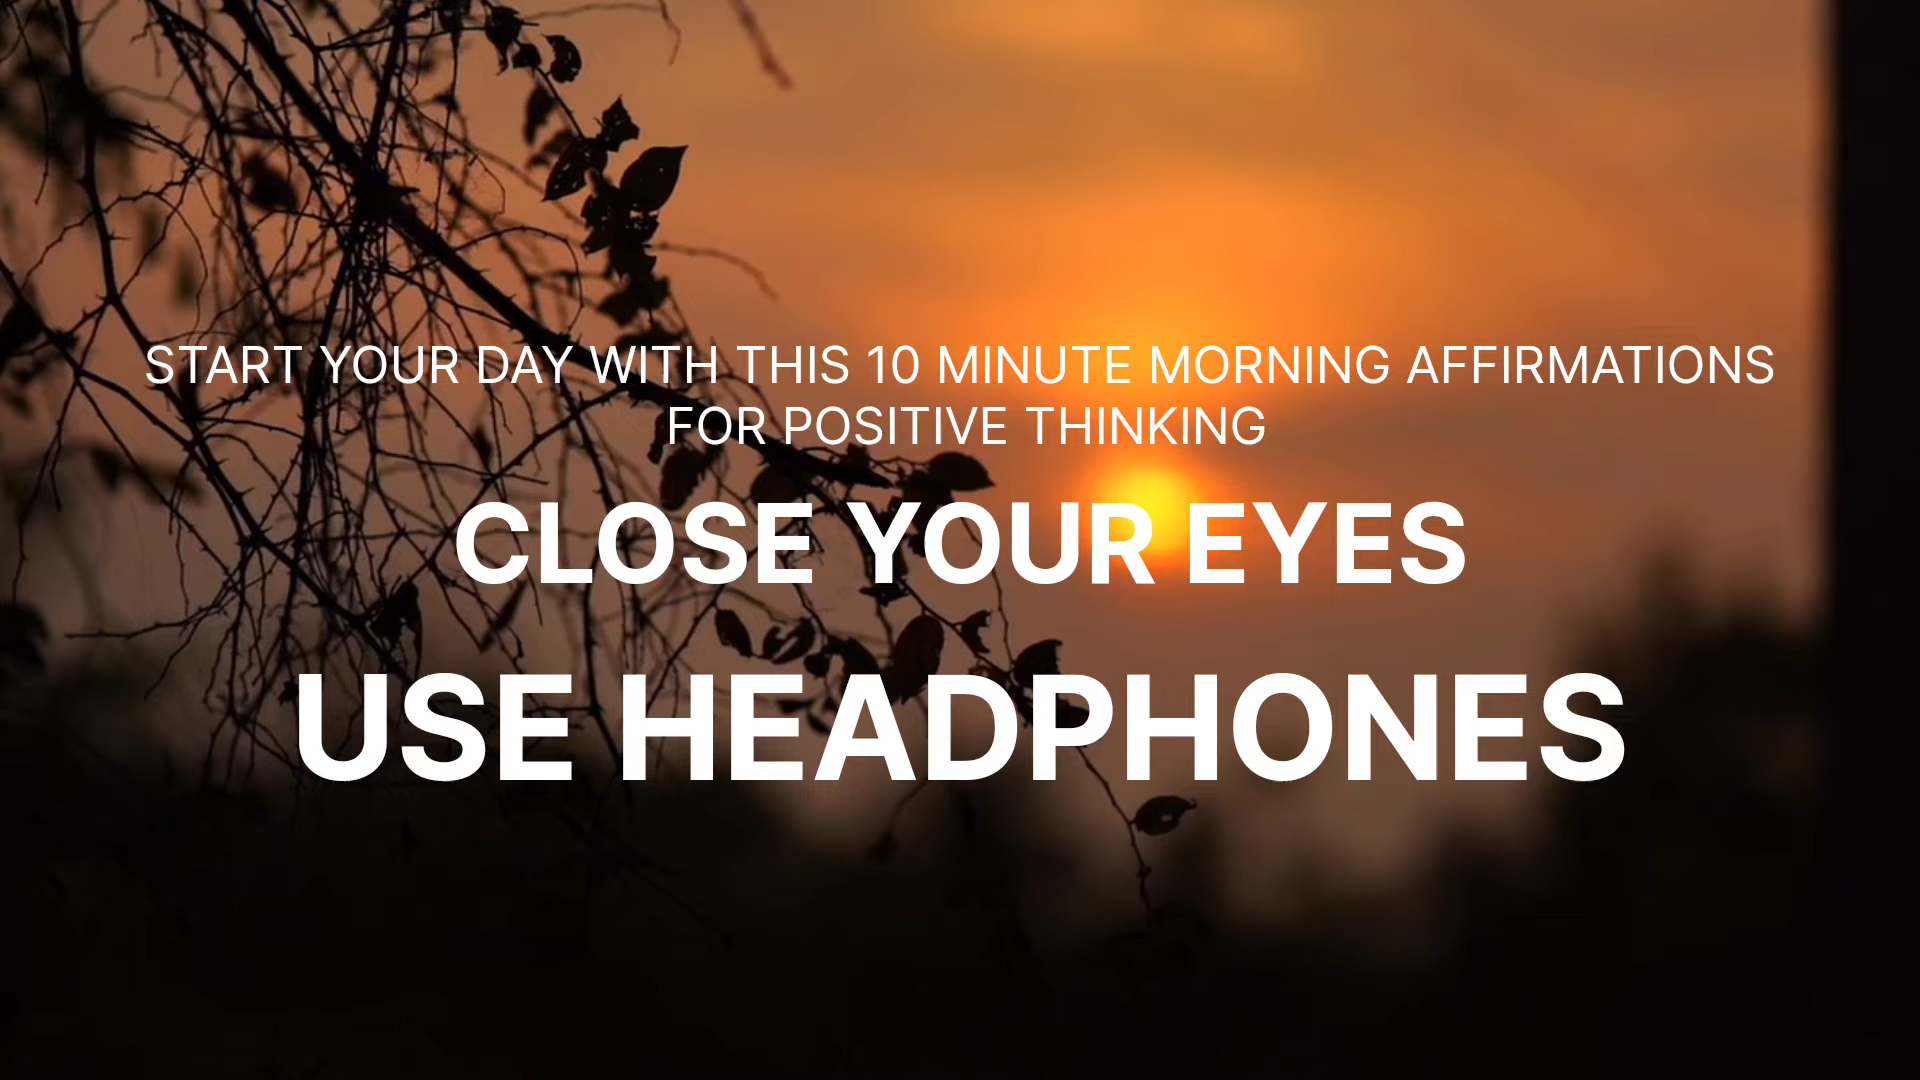 START YOUR DAY WITH THIS 10 MINUTE MORNING AFFIRMATIONS
FOR POSITIVE THINKING
CLOSE YOUR EYES
USE HEADPHONES